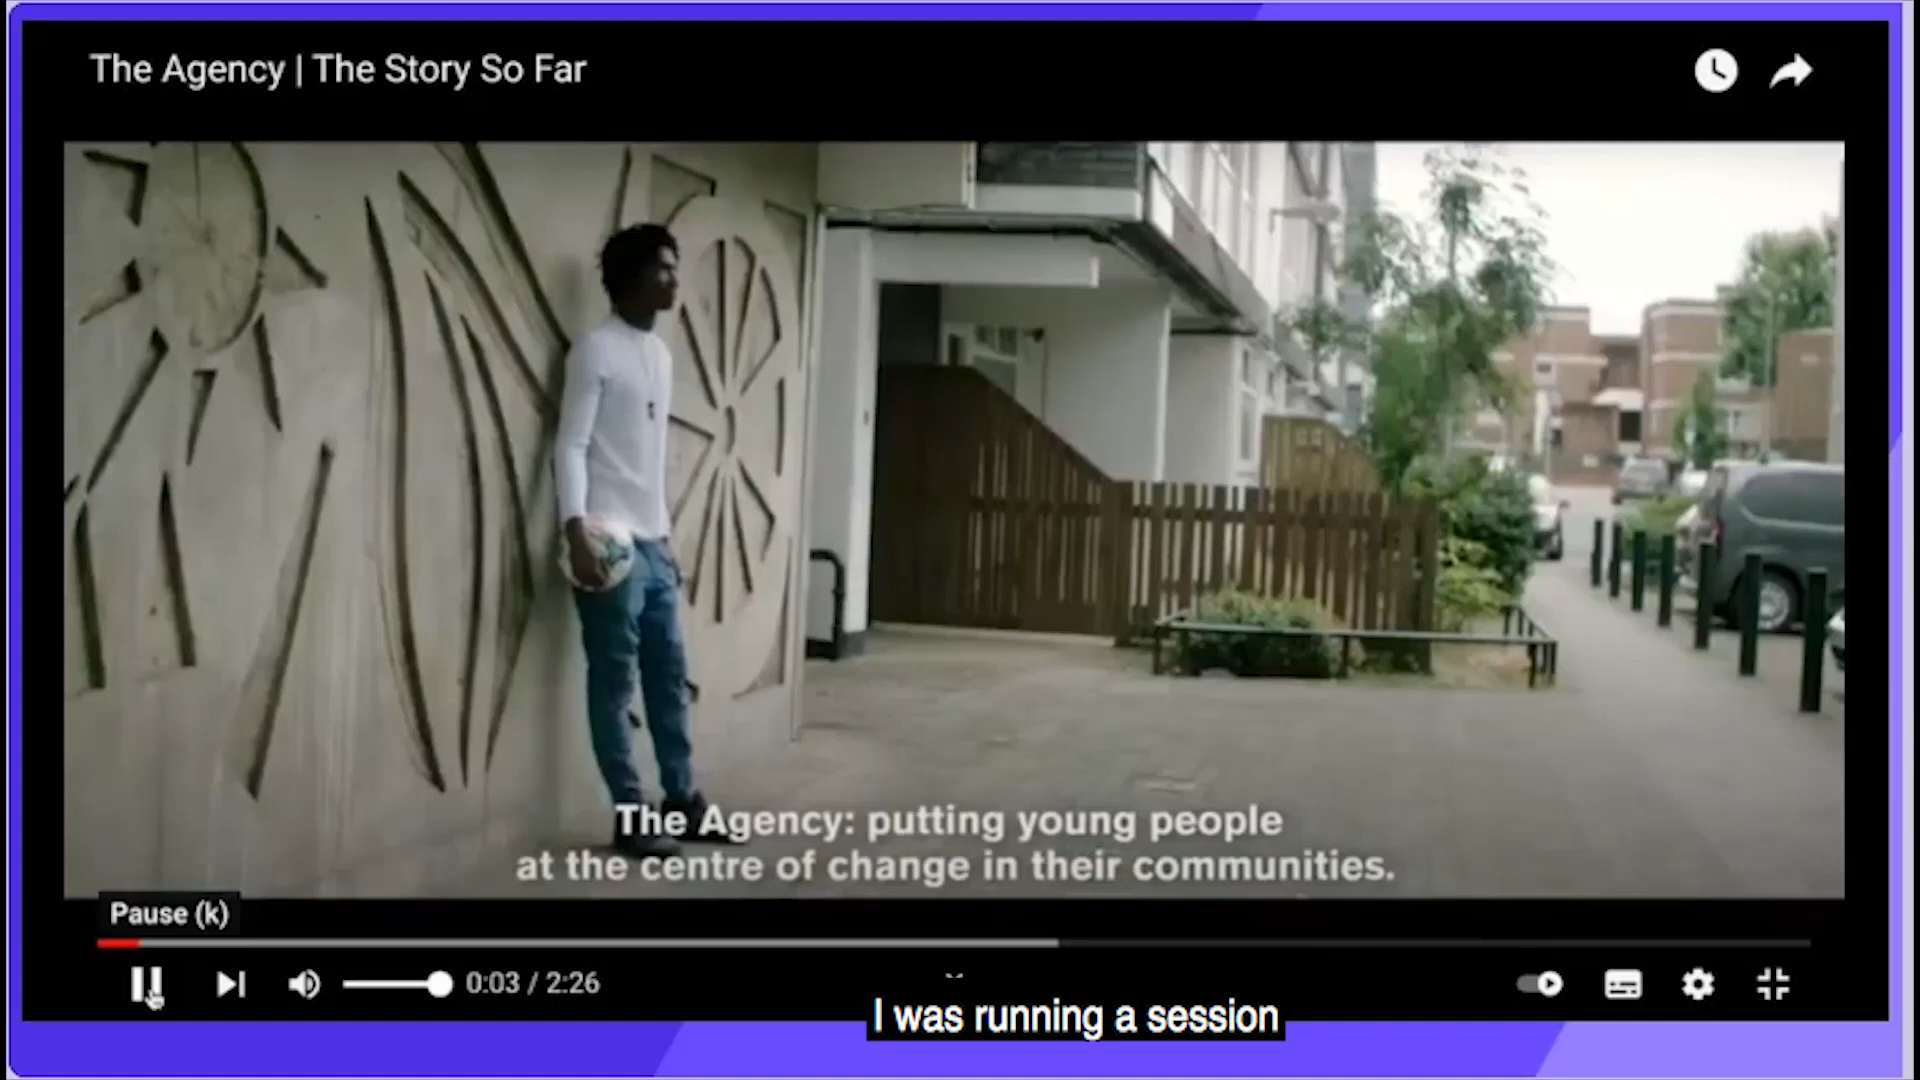 The Agency | The Story So Far
The Agency: putting young people
at the centre of change in their communities.
Pause (k)
0:03 / 2:26
I was running a session